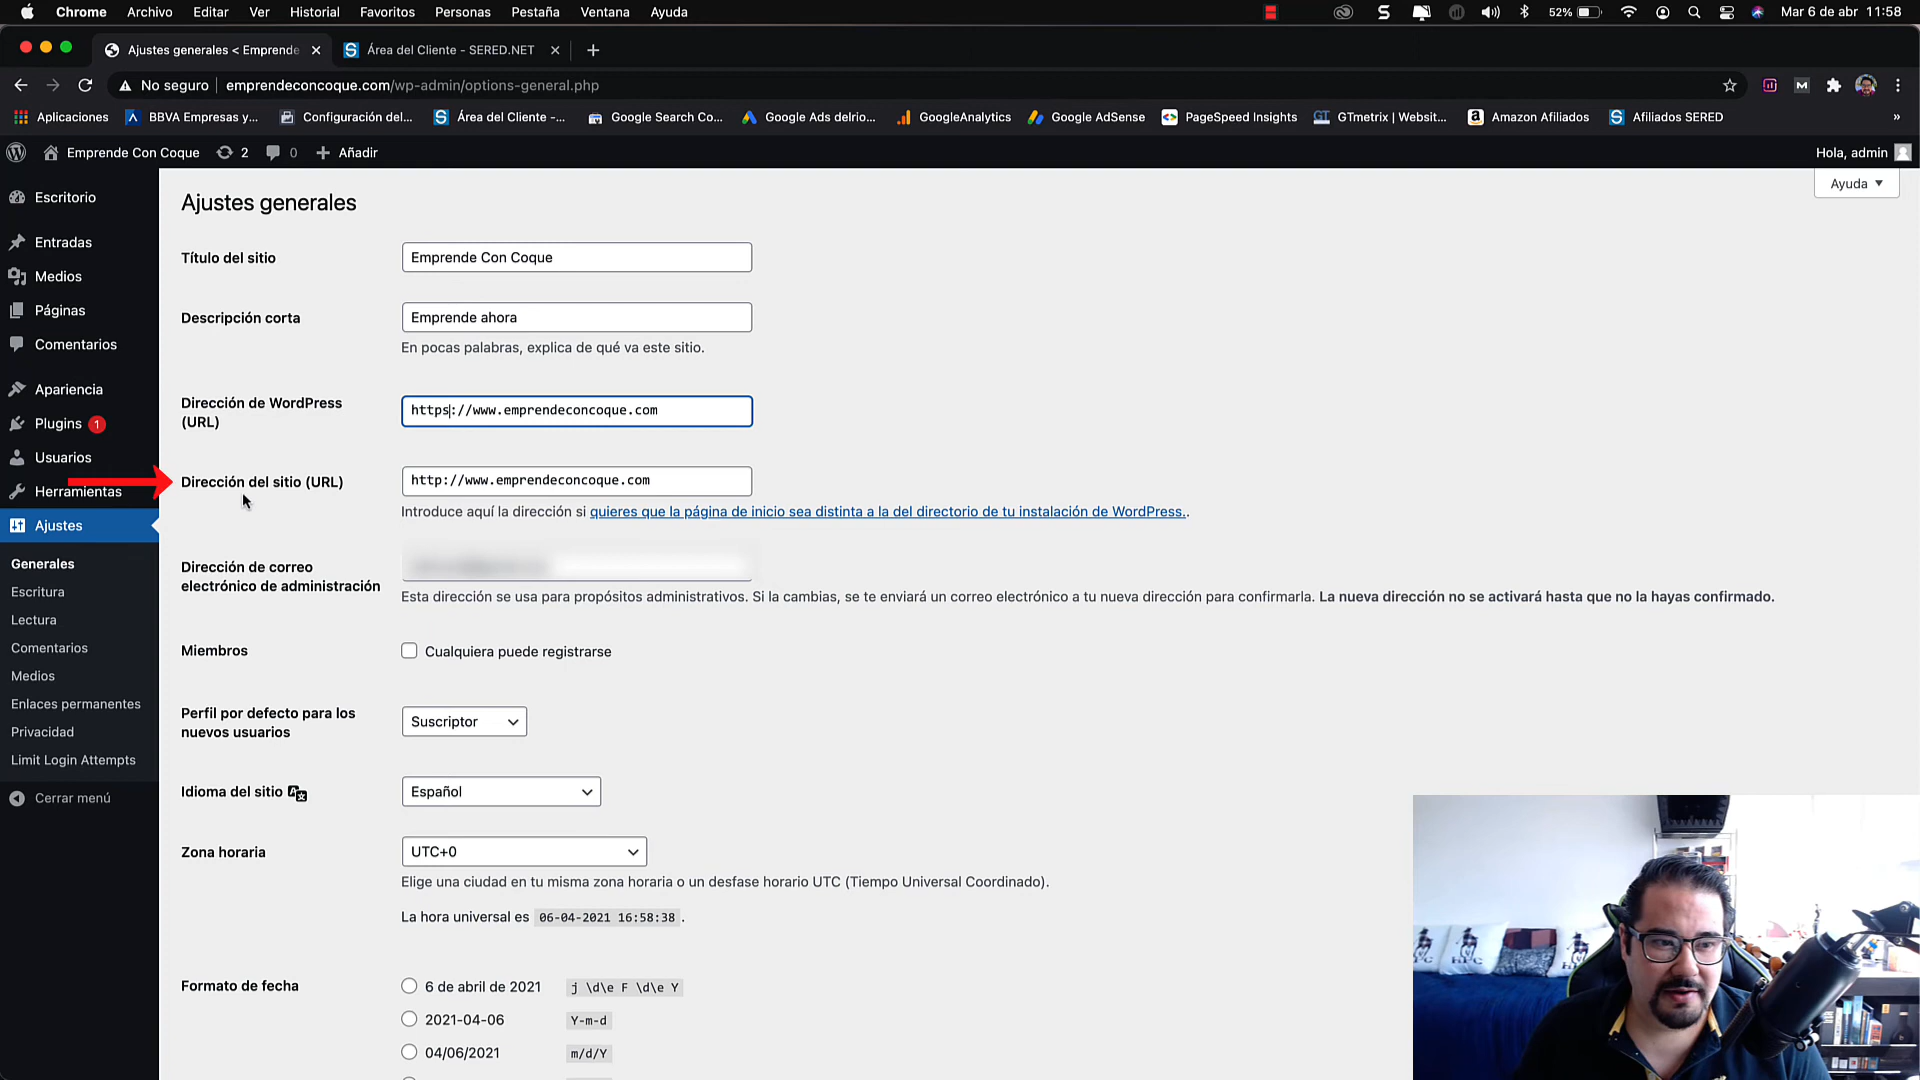 Chrome Archivo Editar Ver Historial Favoritos Personas Pestaña Ventana Ayuda 52% Mar 6 de abr 11:58
Ajustes generales < Emprende Área del Cliente - SERED.NET
No seguro emprendeconcoque.com/wp-admin/options-general.php
Aplicaciones BBVA Empresas y... Configuración del... Área del Cliente -... Google Search Co... Google Ads delrio... GoogleAnalytics Google AdSense PageSpeed Insights GTmetrix | Websit... Amazon Afiliados Afiliados SERED »
Emprende Con Coque 2 0 Añadir Hola, admin
Ayuda
Escritorio
Entradas
Medios
Páginas
Comentarios
Apariencia
Plugins 1
Usuarios
Herramientas
Ajustes
Generales
Escritura
Lectura
Comentarios
Medios
Enlaces permanentes
Privacidad
Limit Login Attempts
Cerrar menú
Ajustes generales
Título del sitio Emprende Con Coque
Descripción corta Emprende ahora
En pocas palabras, explica de qué va este sitio.
Dirección de WordPress
(URL)
https://www.emprendeconcoque.com
Dirección del sitio (URL) http://www.emprendeconcoque.com
Introduce aquí la dirección si quieres que la página de inicio sea distinta a la del directorio de tu instalación de WordPress..
Dirección de correo
electrónico de administración
Esta dirección se usa para propósitos administrativos. Si la cambias, se te enviará un correo electrónico a tu nueva dirección para confirmarla. La nueva dirección no se activará hasta que no la hayas confirmado.
Miembros Cualquiera puede registrarse
Perfil por defecto para los
nuevos usuarios
Suscriptor
Idioma del sitio Español
Zona horaria UTC+0
Elige una ciudad en tu misma zona horaria o un desfase horario UTC (Tiempo Universal Coordinado).
La hora universal es 06-04-2021 16:58:38 .
Formato de fecha 6 de abril de 2021 j \d\e F \d\e Y
2021-04-06 Y-m-d
04/06/2021 m/d/Y